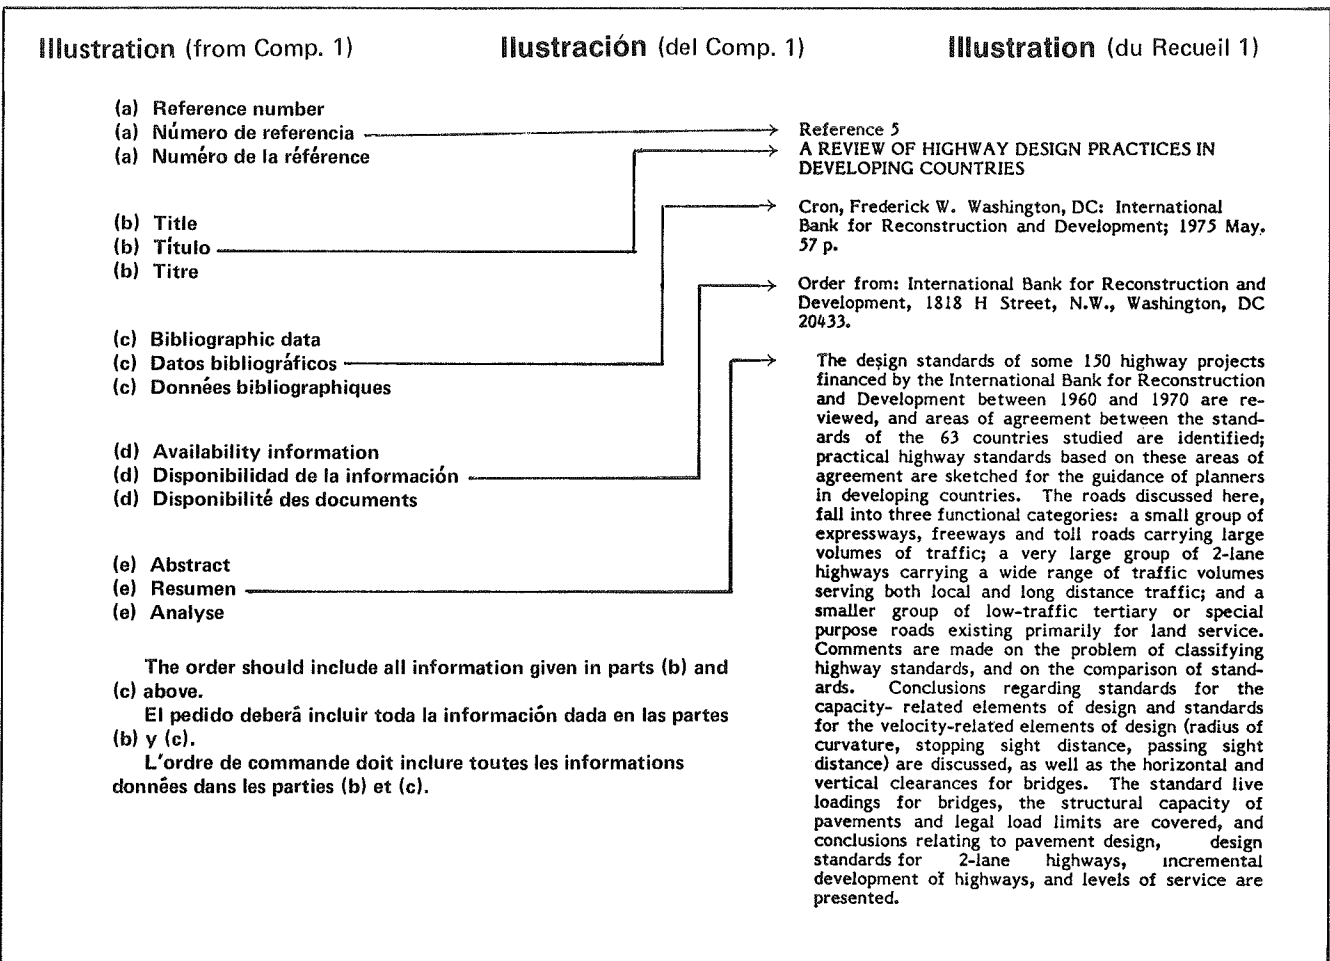 Illustration (from Comp. 1)
Ilustración (del Comp. 1)
Illustration (du Recueil 1)
(a) Reference number
(a) Número de referencia
(a) Numéro de la référence
(b) Title
(b) Título
(b) Titre
(c) Bibliographic data
(c) Datos bibliográficos
(c) Données bibliographiques
(d) Availability information
(d) Disponibilidad de la información
(d) Disponibilité des documents
(e) Abstract
(e) Resumen
(e) Analyse
The order should include all information given in parts (b) and
(c) above.
El pedido deberá incluir toda la información dada en las partes
(b) y (c).
L'ordre de commande doit inclure toutes les informations
données dans les parties (b) et (c).
Reference 5
A REVIEW OF HIGHWAY DESIGN PRACTICES IN
DEVELOPING COUNTRIES
Cron, Frederick W. Washington, DC: International
Bank for Reconstruction and Development; 1975 May.
57 p.
Order from: International Bank for Reconstruction and
Development, 1818 H Street, N.W., Washington, DC
20433.
The design standards of some 150 highway projects
financed by the International Bank for Reconstruction
and Development between 1960 and 1970 are re-
viewed, and areas of agreement between the stand-
ards of the 63 countries studied are identified;
practical highway standards based on these areas of
agreement are sketched for the guidance of planners
in developing countries. The roads discussed here,
fall into three functional categories: a small group of
expressways, freeways and toll roads carrying large
volumes of traffic; a very large group of 2-lane
highways carrying a wide range of traffic volumes
serving both local and long distance traffic; and a
smaller group of low-traffic tertiary or special
purpose roads existing primarily for land service.
Comments are made on the problem of classifying
highway standards, and on the comparison of stand-
ards. Conclusions regarding standards for the
capacity- related elements of design and standards
for the velocity-related elements of design (radius of
curvature, stopping sight distance, passing sight
distance) are discussed, as well as the horizontal and
vertical clearances for bridges. The standard live
loadings for bridges, the structural capacity of
pavements and legal load limits are covered, and
conclusions relating to pavement design, design
standards for 2-lane highways, incremental
development of highways, and levels of service are
presented.